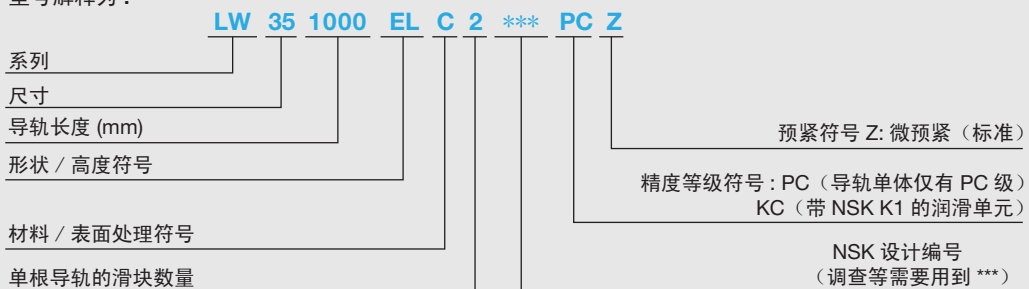 型号解释为：
LW 35 1000 EL C 2 *** PC Z
系列
尺寸
导轨长度 (mm)
形状 / 高度符号
材料 / 表面处理符号
单根导轨的滑块数量
预紧符号 Z: 微预紧（标准）
精度等级符号 : PC（导轨单体仅有 PC 级）
KC（带 NSK K1 的润滑单元）
NSK 设计编号
（调查等需要用到 ***）